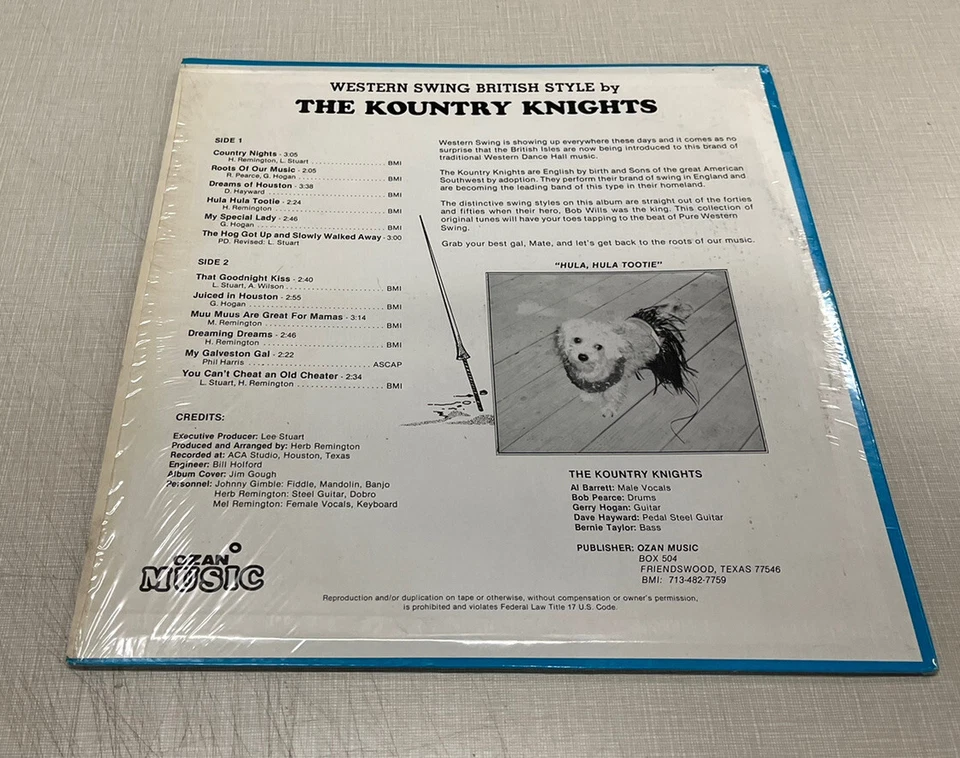 WESTERN SWING BRITISH STYLE by
THE KOUNTRY KNIGHTS
SIDE 1
Country Nights - 3:05
H. Remington, L. Stuart ........ BMI
Roots Of Our Music - 2:05
R. Pearce, G. Hogan ........ BMI
Dreams of Houston - 3:38
D. Hayward ........ BMI
Hula Hula Tootie - 2:24
H. Remington ........ BMI
My Special Lady - 2:46
G. Hogan ........ BMI
The Hog Got Up and Slowly Walked Away - 3:00
PD. Revised: L. Stuart
SIDE 2
That Goodnight Kiss - 2:40
L. Stuart, A. Wilson ........ BMI
Juiced in Houston - 2:55
G. Hogan ........ BMI
Muu Muus Are Great For Mamas - 3:14
M. Remington ........ BMI
Dreaming Dreams - 2:46
H. Remington ........ BMI
My Galveston Gal - 2:22
Phil Harris ........ ASCAP
You Can't Cheat an Old Cheater - 2:34
L. Stuart, H. Remington ........ BMI
CREDITS:
Executive Producer: Lee Stuart
Produced and Arranged by: Herb Remington
Recorded at: ACA Studio, Houston, Texas
Engineer: Bill Holford
Album Cover: Jim Gough
Personnel: Johnny Gimble: Fiddle, Mandolin, Banjo
Herb Remington: Steel Guitar, Dobro
Mel Remington: Female Vocals, Keyboard
OZAN
MUSIC
Western Swing is showing up everywhere these days and it comes as no
surprise that the British Isles are now being introduced to this brand of
traditional Western Dance Hall music.
The Kountry Knights are English by birth and Sons of the great American
Southwest by adoption. They perform their brand of swing in England and
are becoming the leading band of this type in their homeland.
The distinctive swing styles on this album are straight out of the forties
and fifties when their hero, Bob Wills was the king. This collection of
original tunes will have your toes tapping to the beat of Pure Western
Swing.
Grab your best gal, Mate, and let's get back to the roots of our music.
"HULA, HULA TOOTIE"
THE KOUNTRY KNIGHTS
Al Barrett: Male Vocals
Bob Pearce: Drums
Gerry Hogan: Guitar
Dave Hayward: Pedal Steel Guitar
Bernie Taylor: Bass
PUBLISHER: OZAN MUSIC
BOX 504
FRIENDSWOOD, TEXAS 77546
BMI: 713-482-7759
Reproduction and/or duplication on tape or otherwise, without compensation or owner's permission,
is prohibited and violates Federal Law Title 17 U.S. Code.